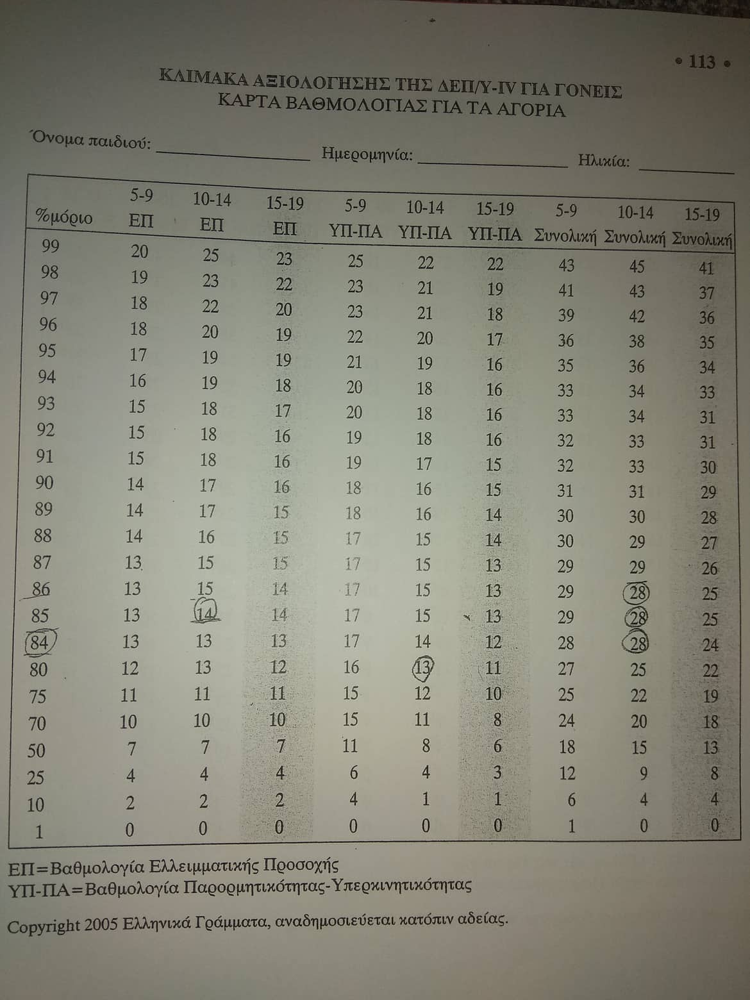 • 113 •
ΚΛΙΜΑΚΑ ΑΞΙΟΛΟΓΗΣΗΣ ΤΗΣ ΔΕΠ/Υ-IV ΓΙΑ ΓΟΝΕΙΣ
ΚΑΡΤΑ ΒΑΘΜΟΛΟΓΙΑΣ ΓΙΑ ΤΑ ΑΓΟΡΙΑ
Όνομα παιδιού: Ημερομηνία: Ηλικία:
5-9 10-14 15-19 5-9 10-14 15-19 5-9 10-14 15-19
%μόριο ΕΠ ΕΠ ΕΠ ΥΠ-ΠΑ ΥΠ-ΠΑ ΥΠ-ΠΑ Συνολική Συνολική Συνολική
99 20 25 23 25 22 22 43 45 41
98 19 23 22 23 21 19 41 43 37
97 18 22 20 23 21 18 39 42 36
96 18 20 19 22 20 17 36 38 35
95 17 19 19 21 19 16 35 36 34
94 16 19 18 20 18 16 33 34 33
93 15 18 17 20 18 16 33 34 31
92 15 18 16 19 18 16 32 33 31
91 15 18 16 19 17 15 32 33 30
90 14 17 16 18 16 15 31 31 29
89 14 17 15 18 16 14 30 30 28
88 14 16 15 17 15 14 30 29 27
87 13 15 15 17 15 13 29 29 26
86 13 15 14 17 15 13 29 28 25
85 13 14 14 17 15 13 29 28 25
84 13 13 13 17 14 12 28 28 24
80 12 13 12 16 13 11 27 25 22
75 11 11 11 15 12 10 25 22 19
70 10 10 10 15 11 8 24 20 18
50 7 7 7 11 8 6 18 15 13
25 4 4 4 6 4 3 12 9 8
10 2 2 2 4 1 1 6 4 4
1 0 0 0 0 0 0 1 0 0
ΕΠ=Βαθμολογία Ελλειμματικής Προσοχής
ΥΠ-ΠΑ=Βαθμολογία Παρορμητικότητας-Υπερκινητικότητας
Copyright 2005 Ελληνικά Γράμματα, αναδημοσιεύεται κατόπιν αδείας.